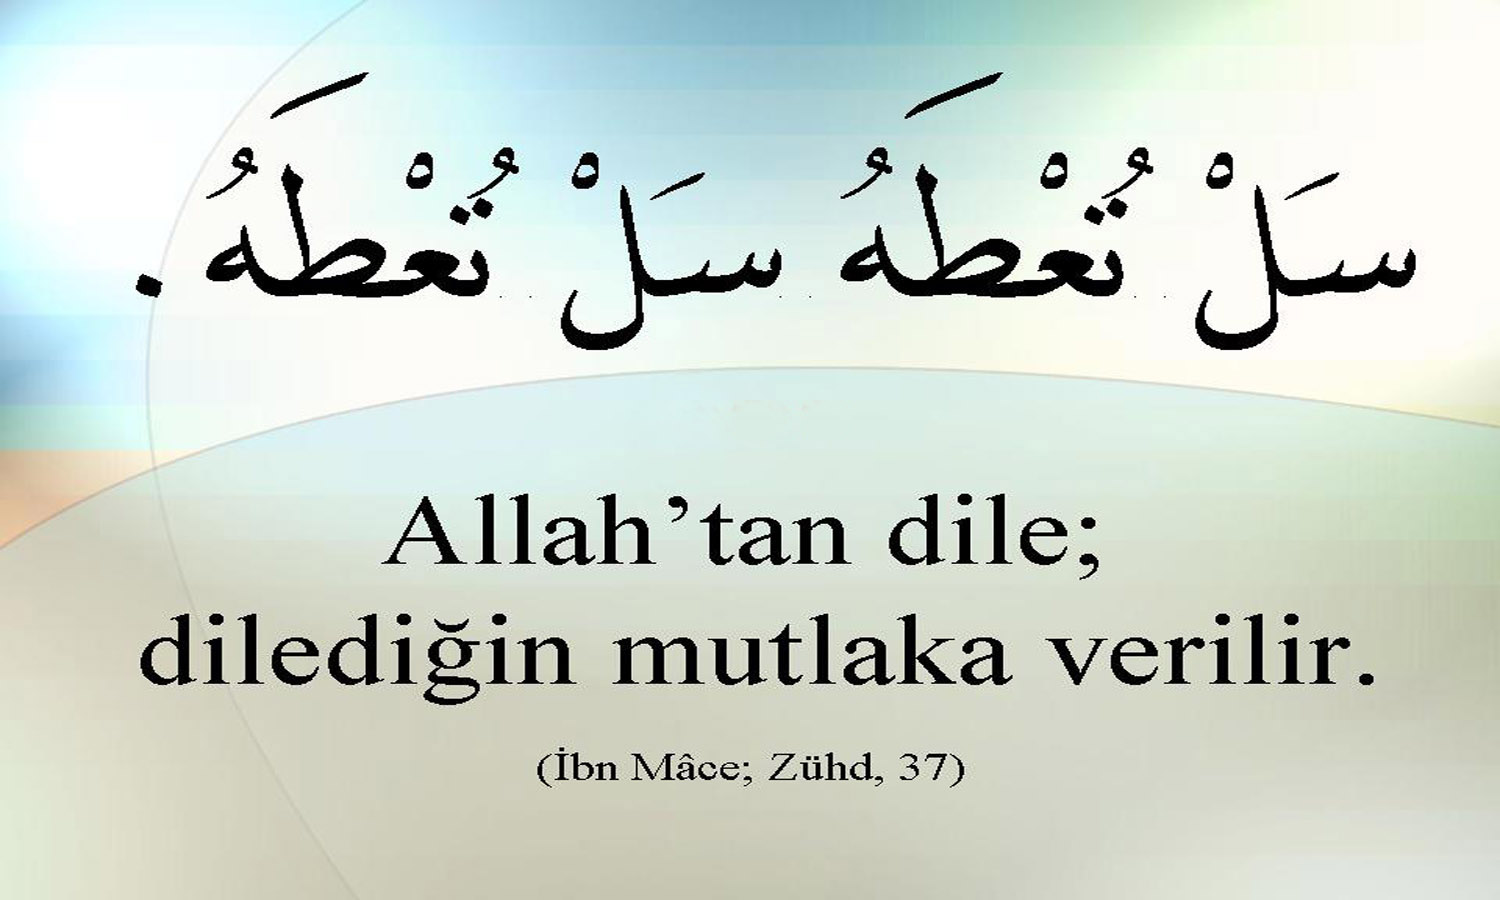 سَلْ تُعْطَهُ سَلْ تُعْطَهُ .
Allah’tan dile;
dilediğin mutlaka verilir.
(İbn Mâce; Zühd, 37)